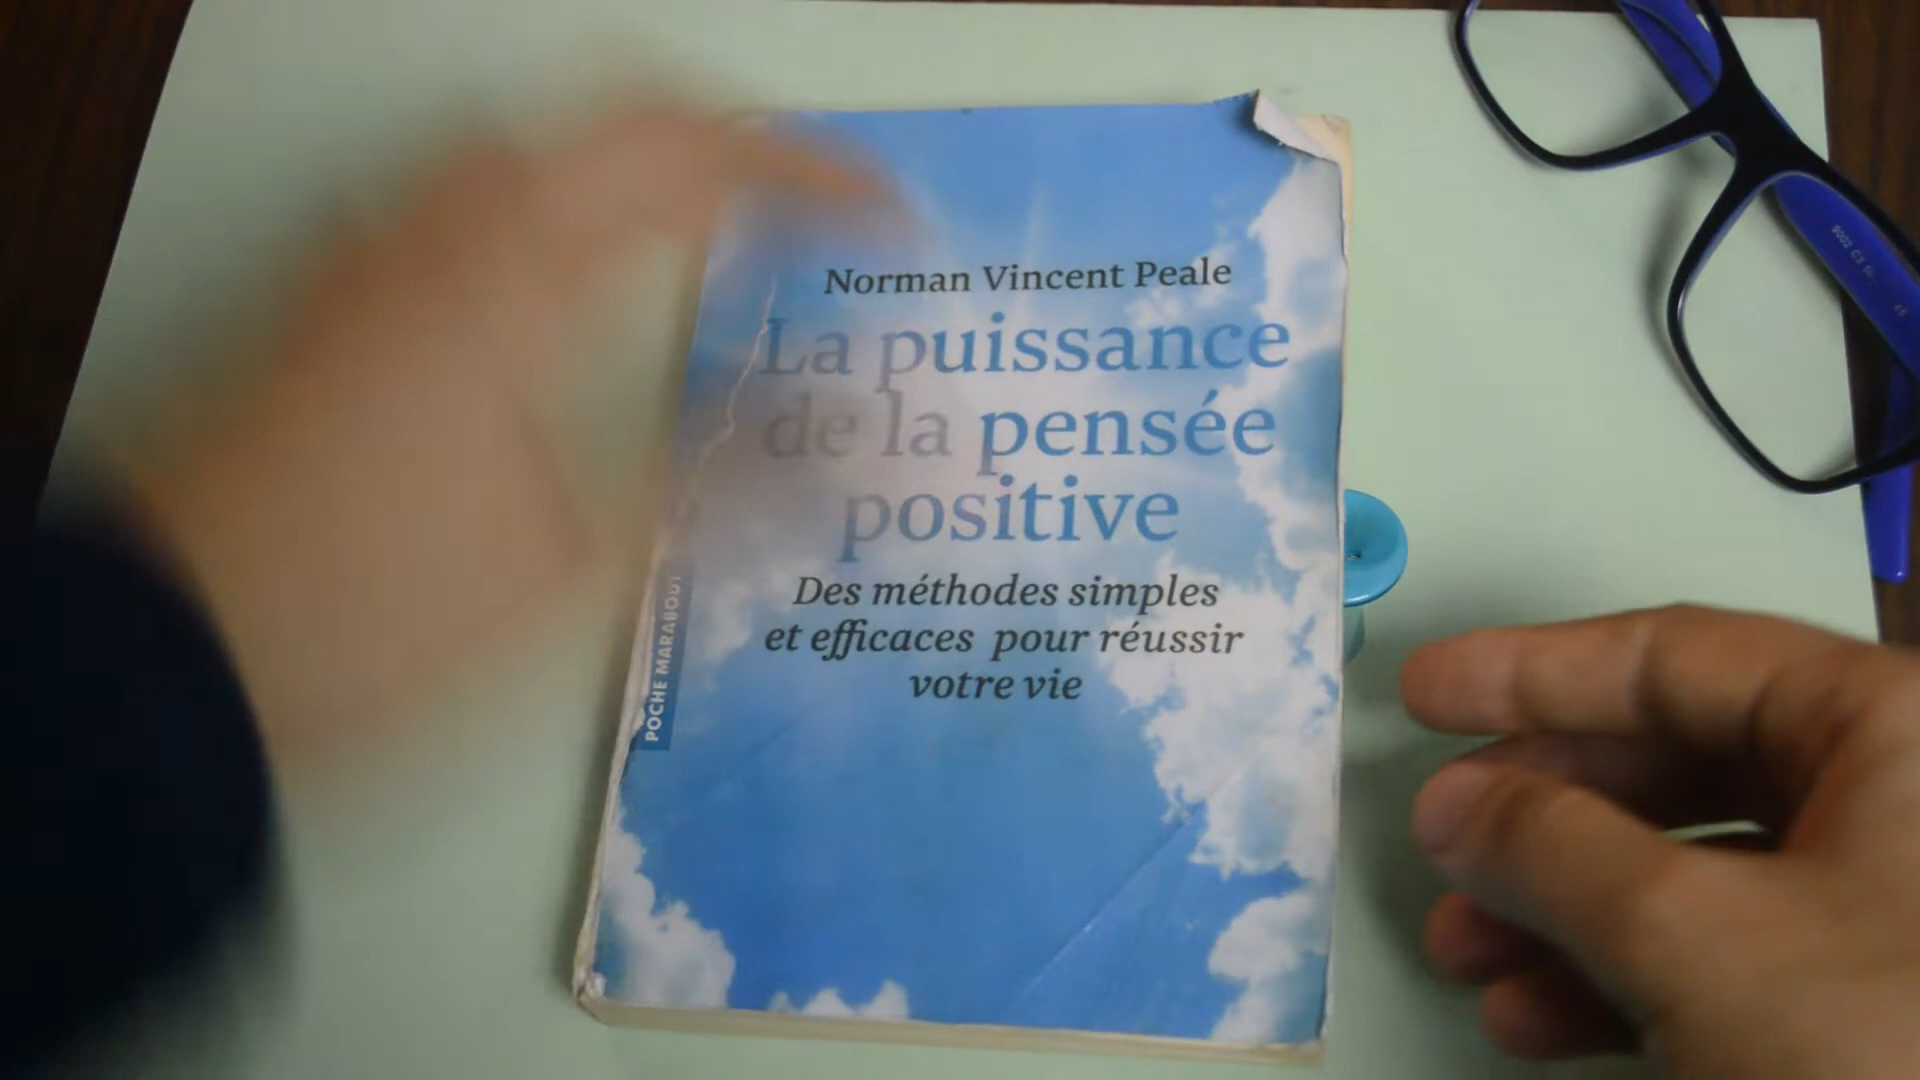 Norman Vincent Peale
La puissance
de la pensée
positive
Des méthodes simples
et efficaces pour réussir
votre vie
POCHE MARABOUT